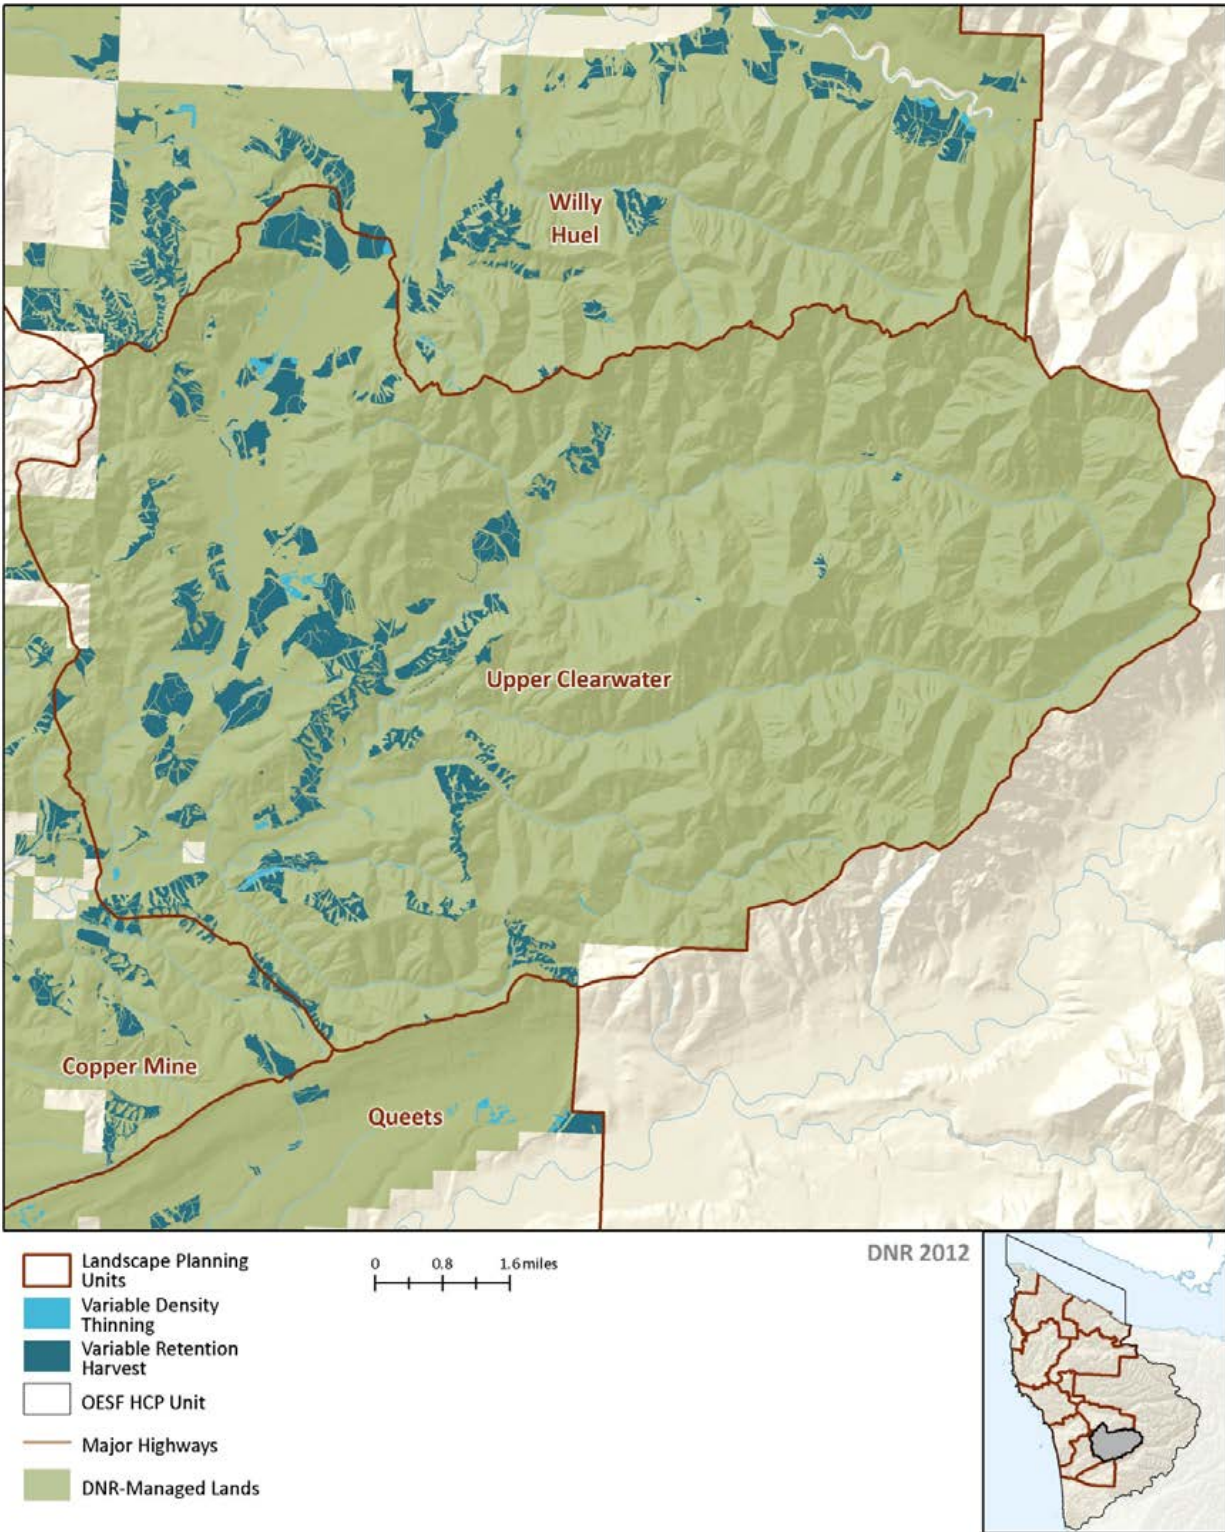 Willy
Huel
Upper Clearwater
Copper Mine
Queets
DNR 2012
Landscape Planning
Units
Variable Density
Thinning
Variable Retention
Harvest
OESF HCP Unit
Major Highways
DNR-Managed Lands
0 0.8 1.6 miles